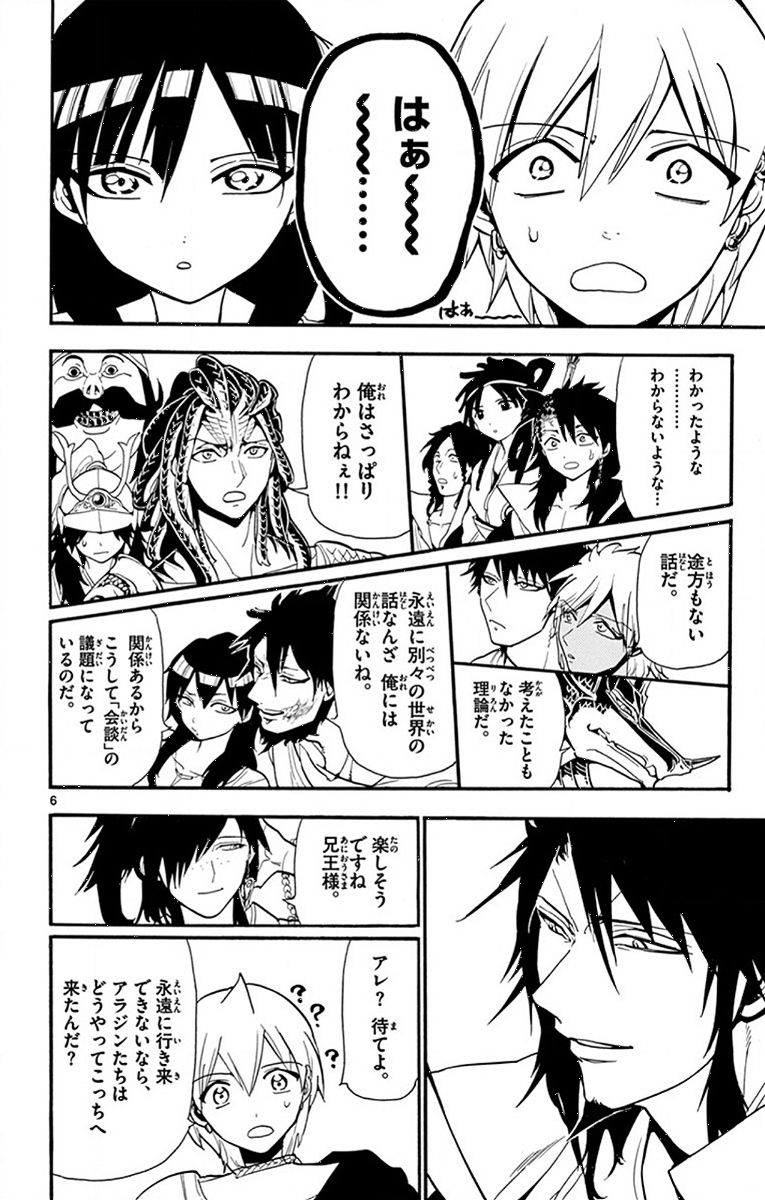 はぁ〜〜
〜〜……
はぁ〜〜
わかったような
…………
わからないような…
俺はさっぱり
わからねぇ!!
途方もない
話だ。
考えたことも
なかった
理論だ。
永遠に別々の世界の
話なんざ 俺には
関係ないね。
関係あるから
こうして「会談」の
議題になって
いるのだ。
6
楽しそう
ですね
兄王様。
アレ? 待てよ。
永遠に行き来
できないなら、
アラジンたちは
どうやってこっちへ
来たんだ?
???